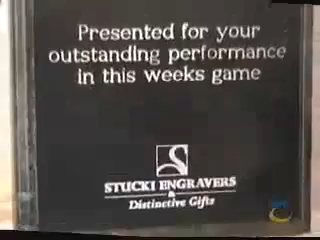 Presented for your
outstanding performance
in this weeks game
S
STUCKI ENGRAVERS
&
Distinctive Gifts